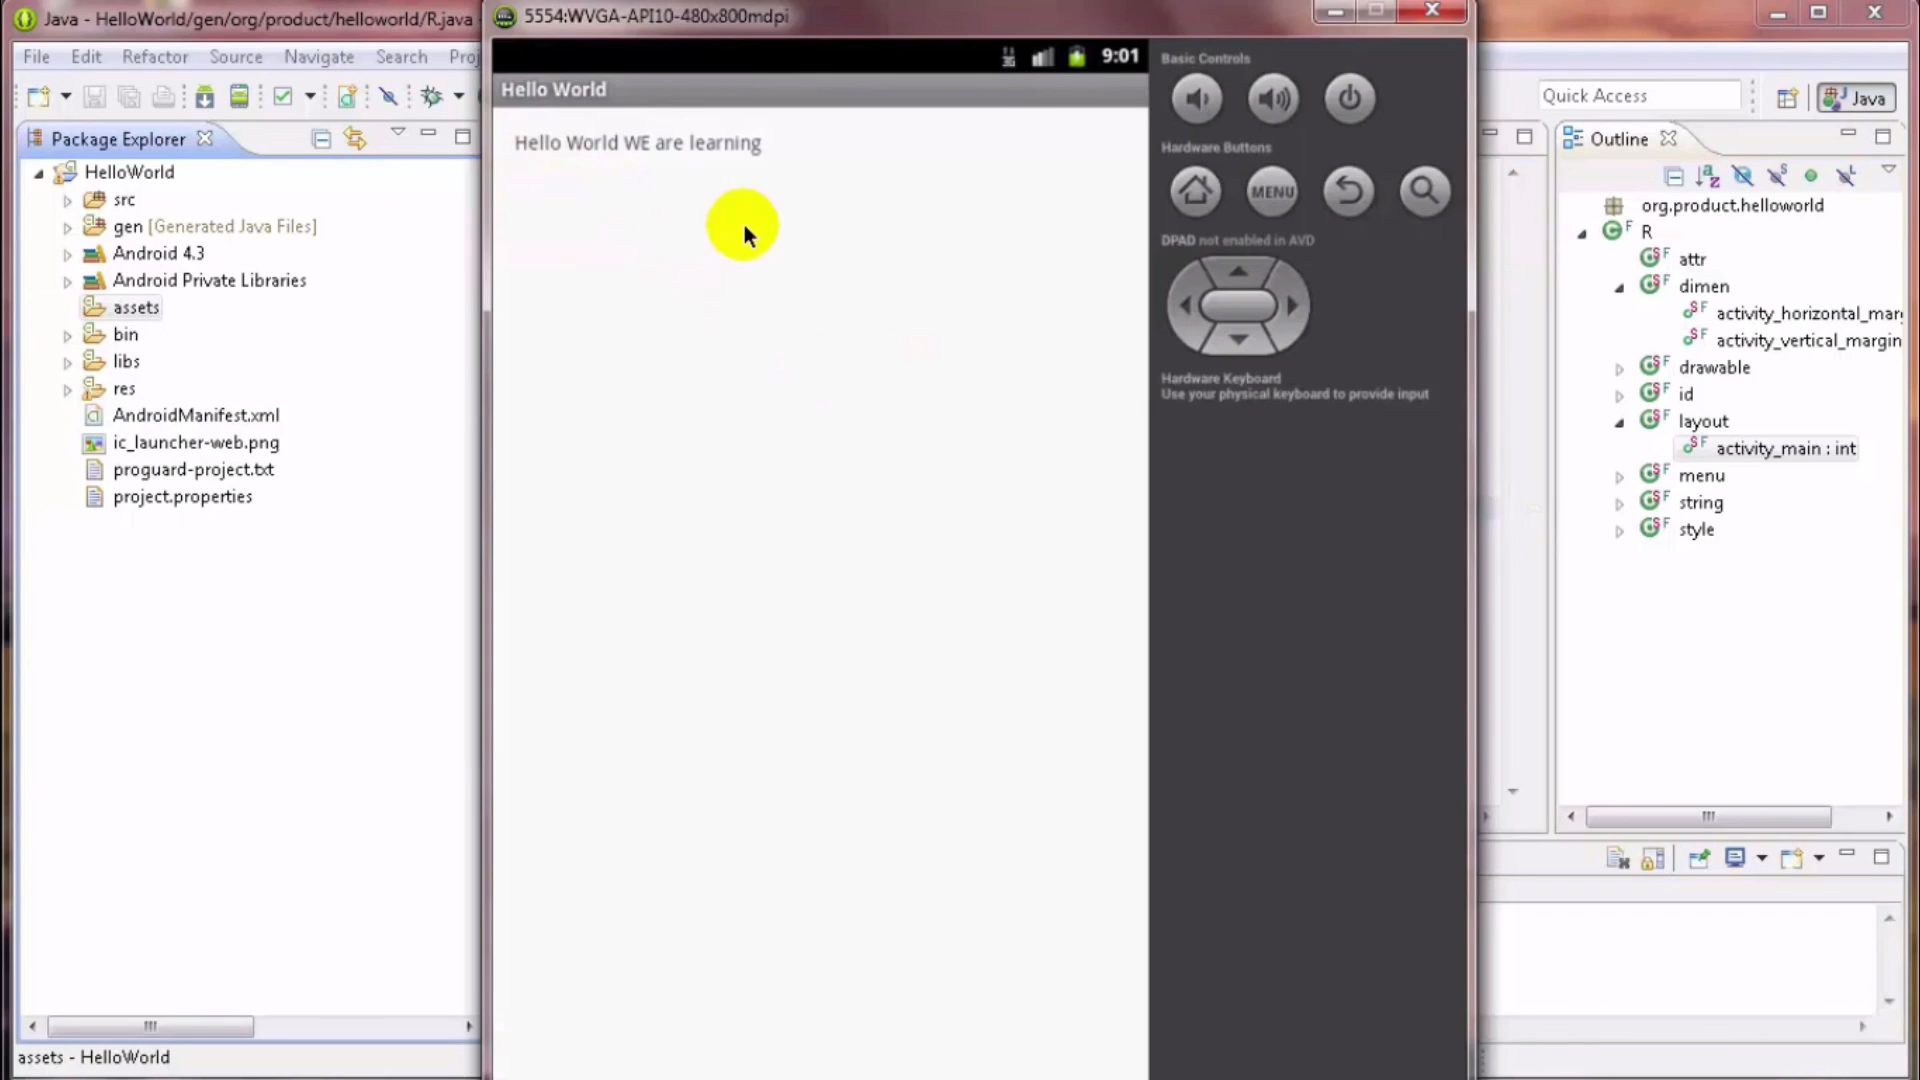 Java - HelloWorld/gen/org/product/helloworld/R.java -
File Edit Refactor Source Navigate Search Proj
Package Explorer
HelloWorld
src
gen [Generated Java Files]
Android 4.3
Android Private Libraries
assets
bin
libs
res
AndroidManifest.xml
ic_launcher-web.png
proguard-project.txt
project.properties
assets - HelloWorld
5554:WVGA-API10-480x800mdpi
9:01
Hello World
Hello World WE are learning
Basic Controls
Hardware Buttons
MENU
DPAD not enabled in AVD
Hardware Keyboard
Use your physical keyboard to provide input
Quick Access
Java
Outline
org.product.helloworld
R
attr
dimen
activity_horizontal_mar
activity_vertical_margin
drawable
id
layout
activity_main : int
menu
string
style